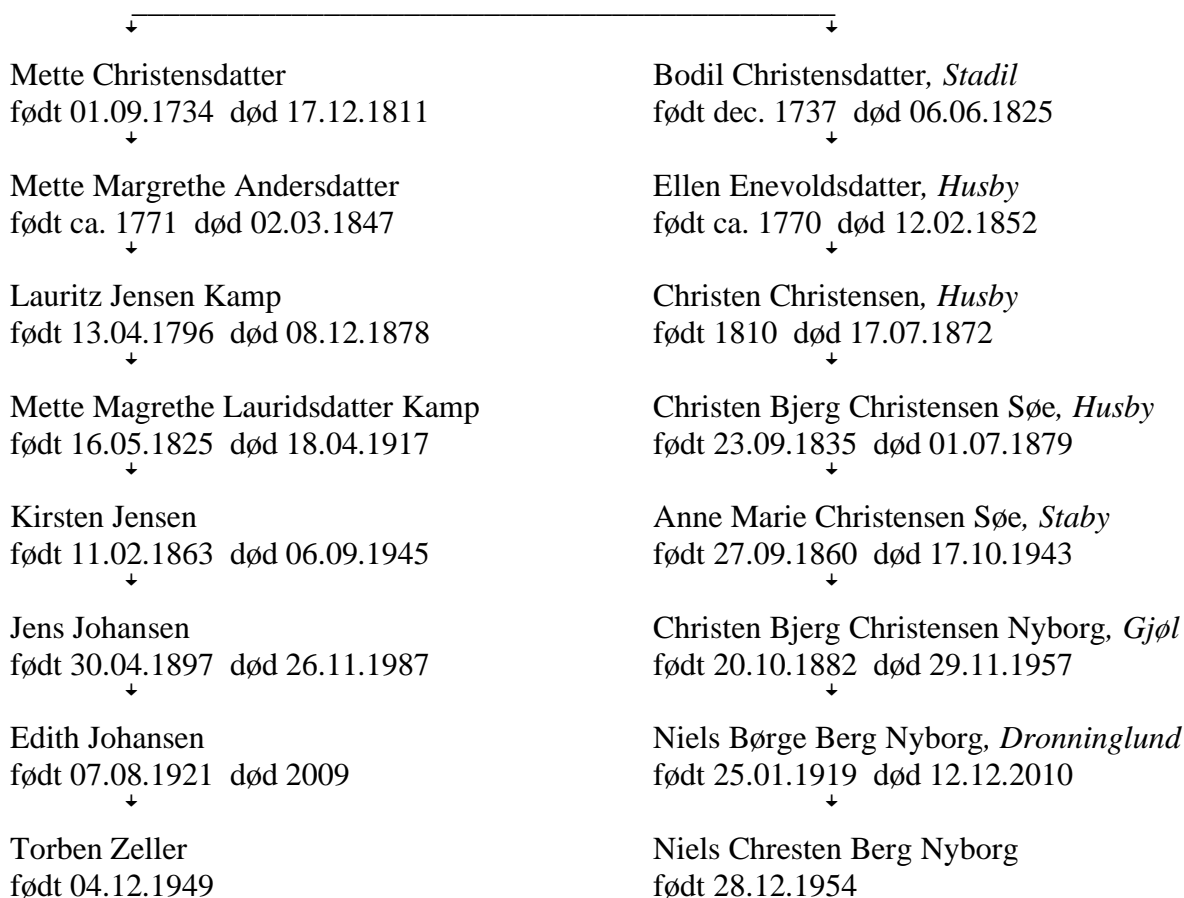 Mette Christensdatter
født 01.09.1734 død 17.12.1811
Mette Margrethe Andersdatter
født ca. 1771 død 02.03.1847
Lauritz Jensen Kamp
født 13.04.1796 død 08.12.1878
Mette Magrethe Lauridsdatter Kamp
født 16.05.1825 død 18.04.1917
Kirsten Jensen
født 11.02.1863 død 06.09.1945
Jens Johansen
født 30.04.1897 død 26.11.1987
Edith Johansen
født 07.08.1921 død 2009
Torben Zeller
født 04.12.1949
Bodil Christensdatter, Stadil
født dec. 1737 død 06.06.1825
Ellen Enevoldsdatter, Husby
født ca. 1770 død 12.02.1852
Christen Christensen, Husby
født 1810 død 17.07.1872
Christen Bjerg Christensen Søe, Husby
født 23.09.1835 død 01.07.1879
Anne Marie Christensen Søe, Staby
født 27.09.1860 død 17.10.1943
Christen Bjerg Christensen Nyborg, Gjøl
født 20.10.1882 død 29.11.1957
Niels Børge Berg Nyborg, Dronninglund
født 25.01.1919 død 12.12.2010
Niels Chresten Berg Nyborg
født 28.12.1954